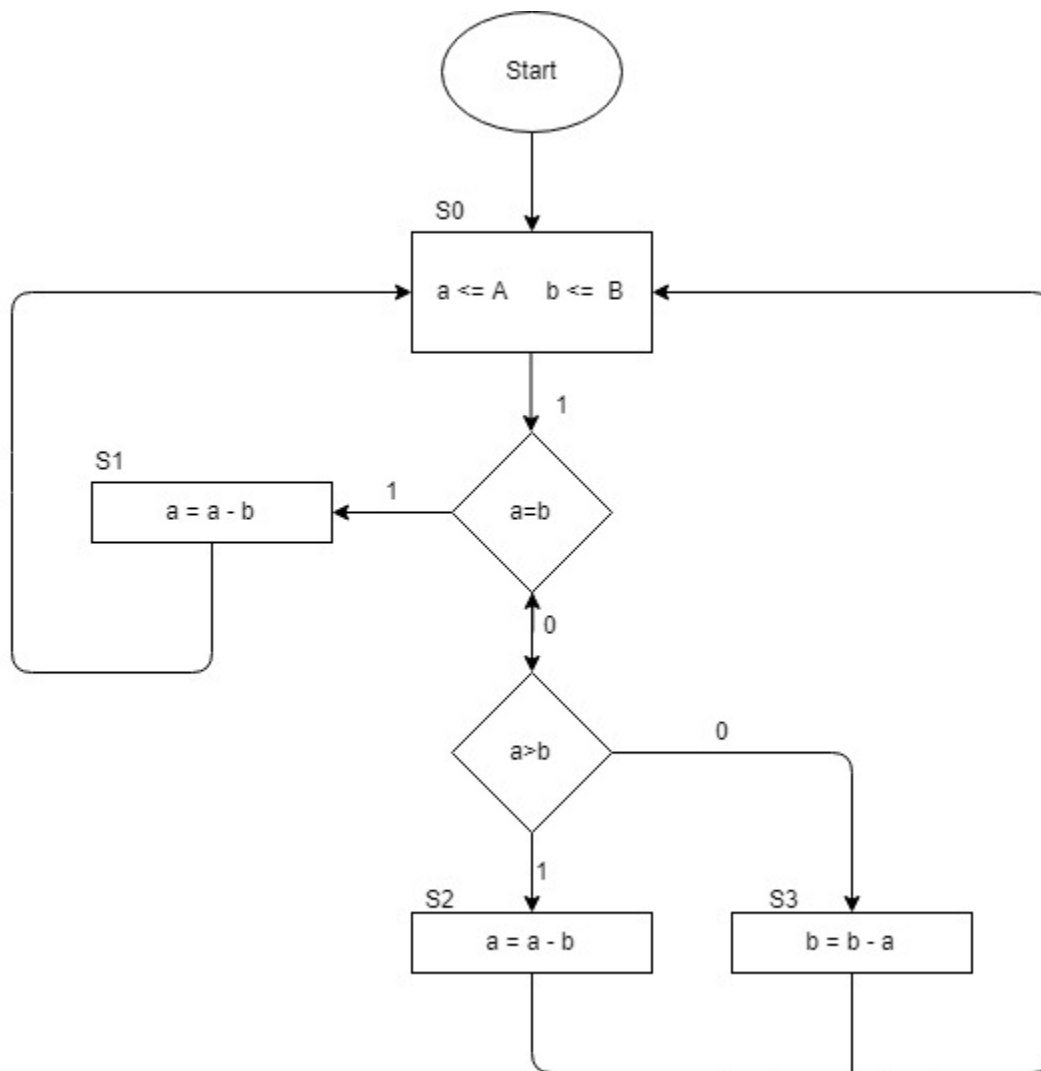 Start
S0
a <= A b <= B
1
S1
1
a = a - b
a=b
0
a>b
0
1
S2
S3
a = a - b
b = b - a